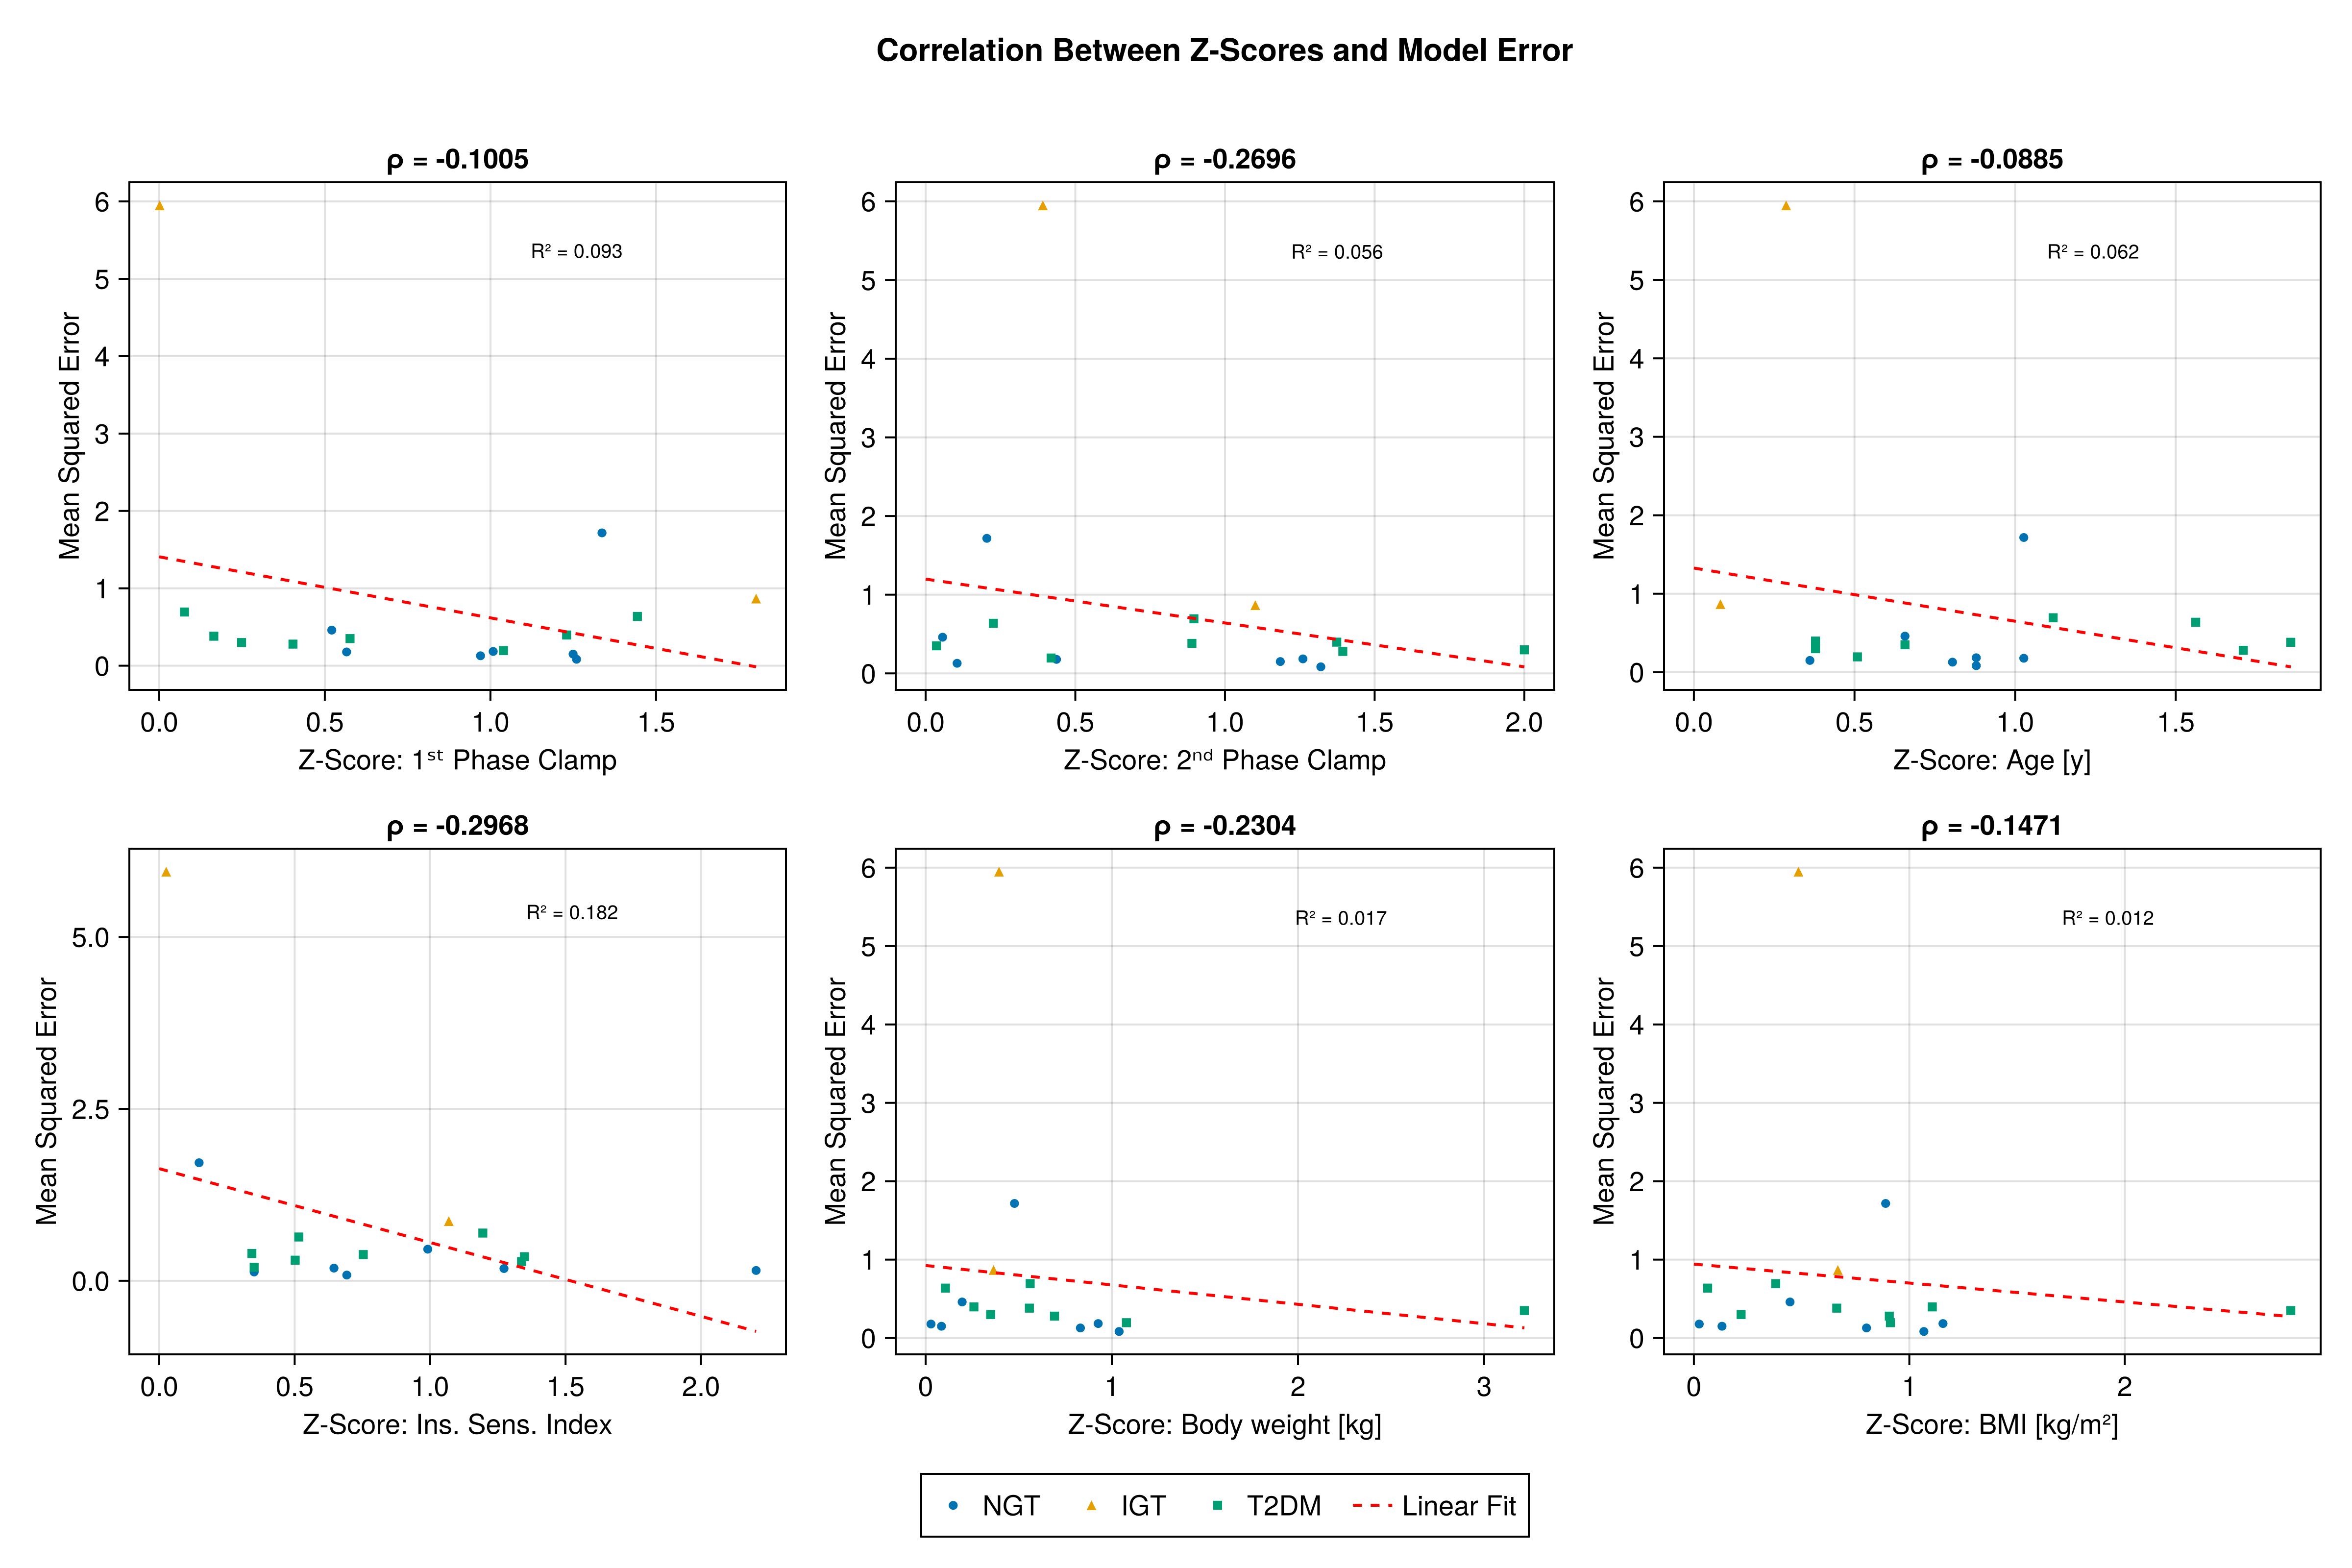 Correlation Between Z-Scores and Model Error
ρ = -0.1005
Mean Squared Error
6
5
4
3
2
1
0
R² = 0.093
0.0 0.5 1.0 1.5
Z-Score: 1ˢᵗ Phase Clamp
ρ = -0.2696
Mean Squared Error
6
5
4
3
2
1
0
R² = 0.056
0.0 0.5 1.0 1.5 2.0
Z-Score: 2ⁿᵈ Phase Clamp
ρ = -0.0885
Mean Squared Error
6
5
4
3
2
1
0
R² = 0.062
0.0 0.5 1.0 1.5
Z-Score: Age [y]
ρ = -0.2968
Mean Squared Error
5.0
2.5
0.0
R² = 0.182
0.0 0.5 1.0 1.5 2.0
Z-Score: Ins. Sens. Index
ρ = -0.2304
Mean Squared Error
6
5
4
3
2
1
0
R² = 0.017
0 1 2 3
Z-Score: Body weight [kg]
ρ = -0.1471
Mean Squared Error
6
5
4
3
2
1
0
R² = 0.012
0 1 2
Z-Score: BMI [kg/m²]
NGT IGT T2DM Linear Fit